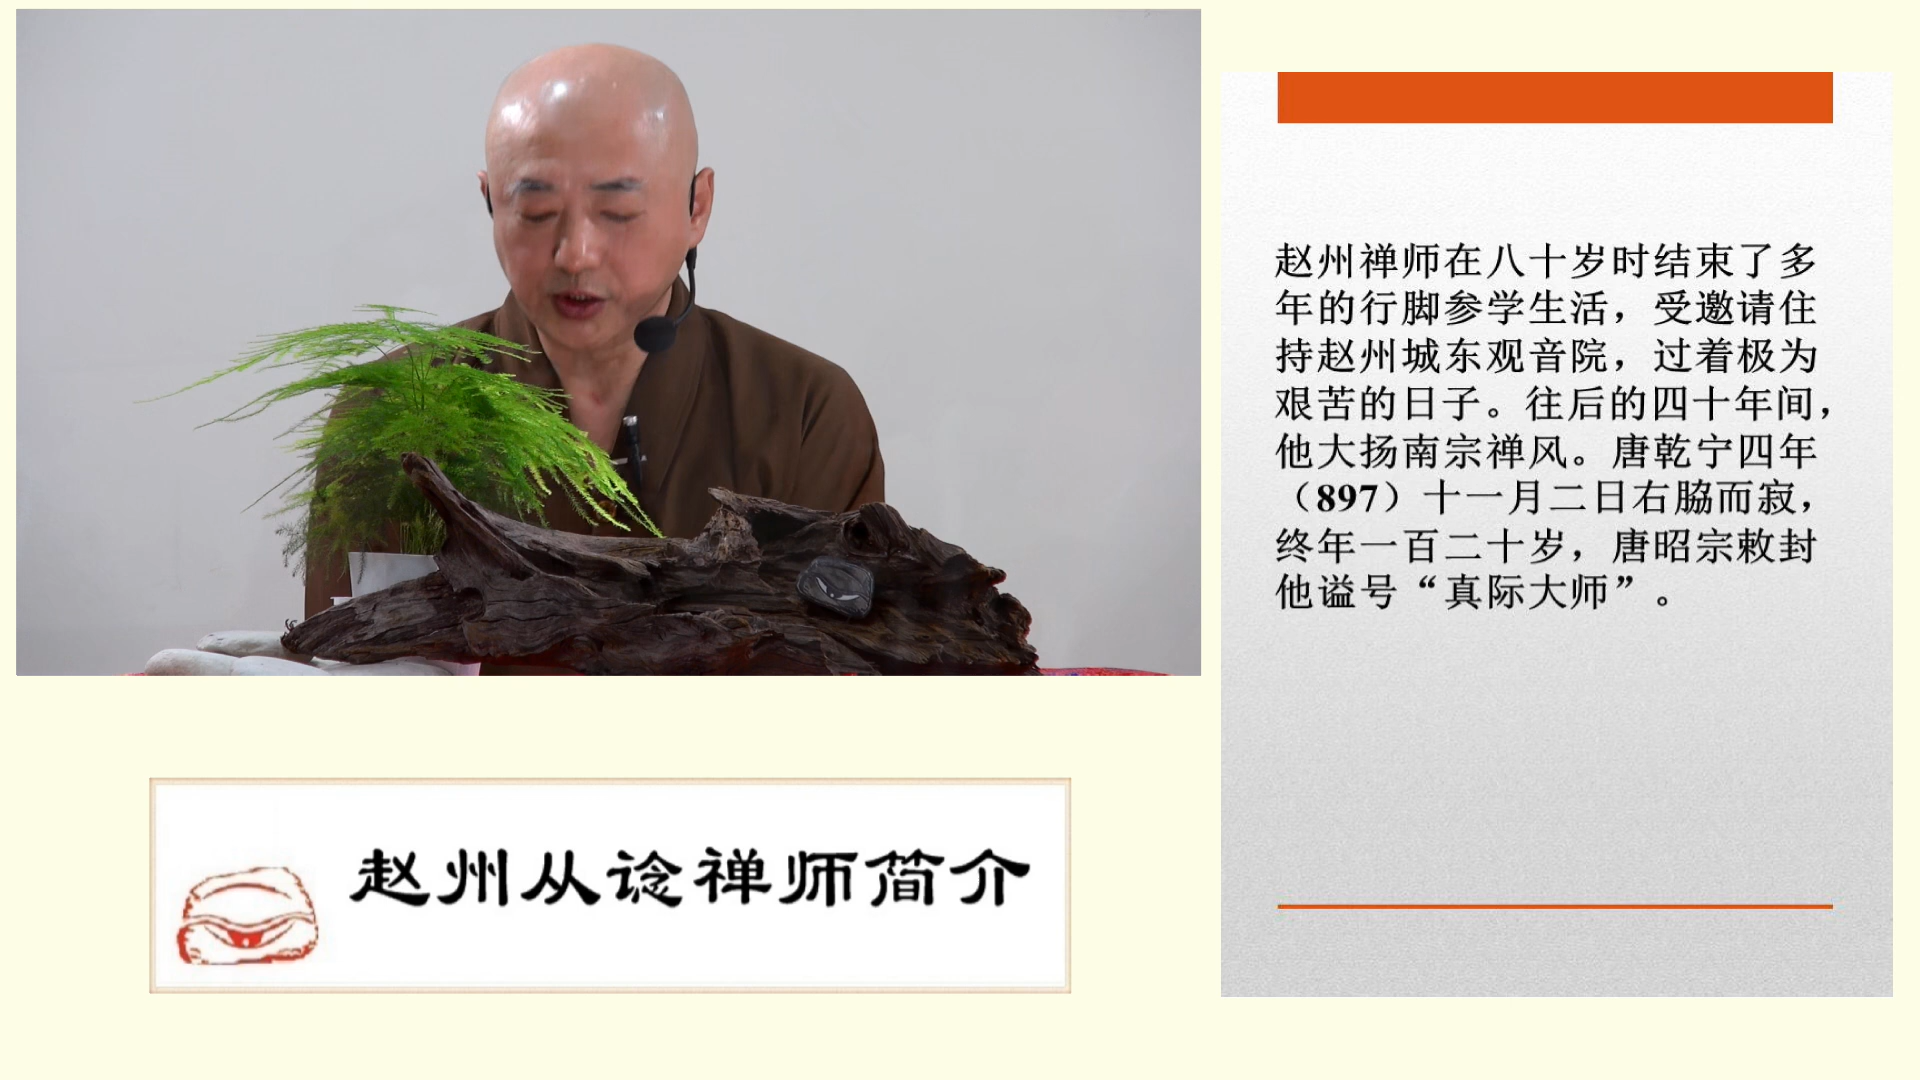 赵州禅师在八十岁时结束了多
年的行脚参学生活，受邀请住
持赵州城东观音院，过着极为
艰苦的日子。往后的四十年间，
他大扬南宗禅风。唐乾宁四年
（897）十一月二日右脇而寂，
终年一百二十岁，唐昭宗敕封
他谥号“真际大师”。
赵州从谂禅师简介